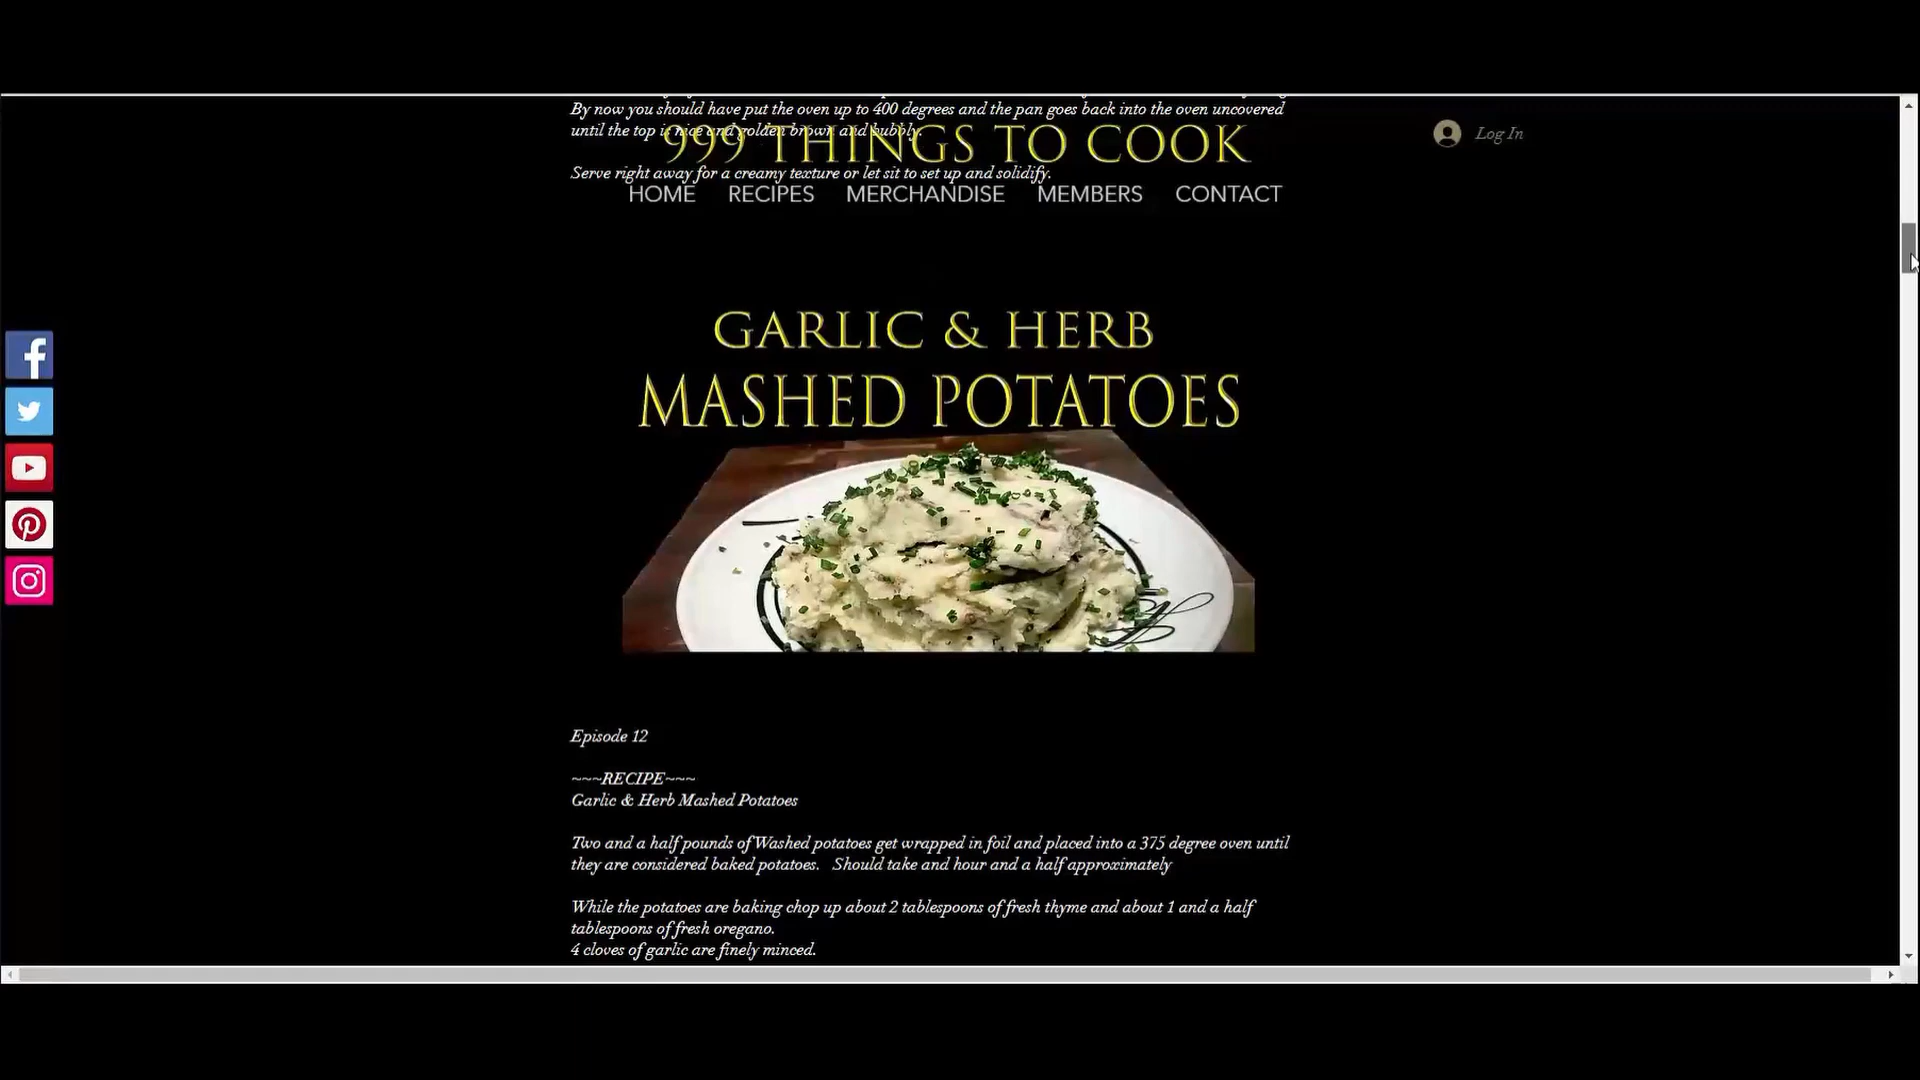 By now you should have put the oven up to 400 degrees and the pan goes back into the oven uncovered
until the top is nice and golden brown and bubbly.
999 THINGS TO COOK
Log In
Serve right away for a creamy texture or let sit to set up and solidify.
HOME RECIPES MERCHANDISE MEMBERS CONTACT
GARLIC & HERB
MASHED POTATOES
Episode 12
~~~RECIPE~~~
Garlic & Herb Mashed Potatoes
Two and a half pounds of Washed potatoes get wrapped in foil and placed into a 375 degree oven until
they are considered baked potatoes. Should take and hour and a half approximately
While the potatoes are baking chop up about 2 tablespoons of fresh thyme and about 1 and a half
tablespoons of fresh oregano.
4 cloves of garlic are finely minced.